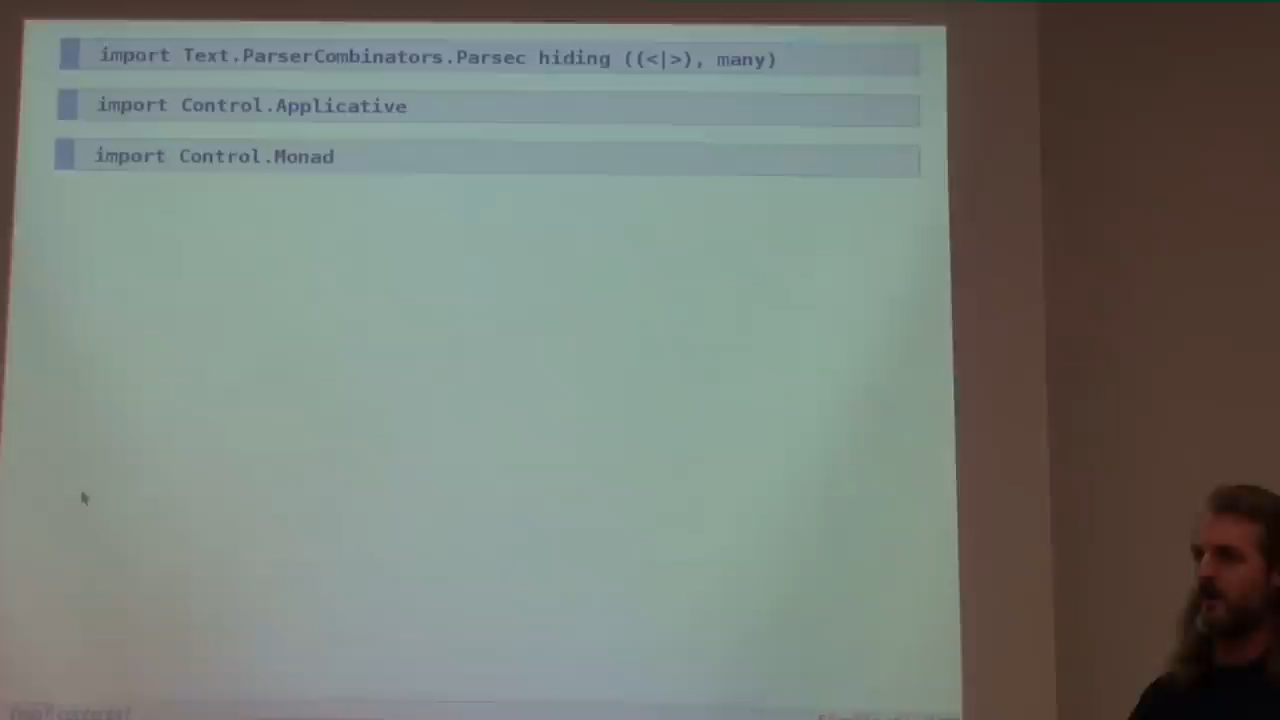 import Text.ParserCombinators.Parsec hiding ((<|>), many)
import Control.Applicative
import Control.Monad